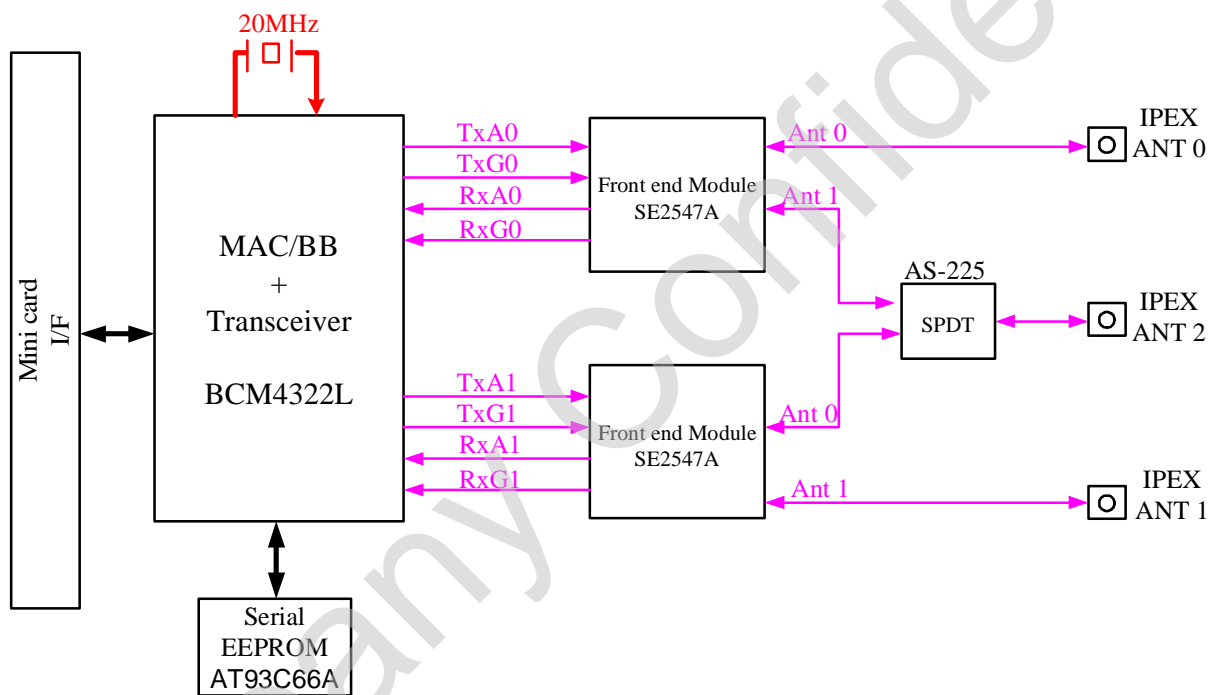 20MHz
Mini card
I/F
MAC/BB
+
Transceiver
BCM4322L
TxA0
TxG0
RxA0
RxG0
Front end Module
SE2547A
Ant 0
Ant 1
IPEX
ANT 0
AS-225
SPDT
IPEX
ANT 2
TxA1
TxG1
RxA1
RxG1
Front end Module
SE2547A
Ant 0
Ant 1
IPEX
ANT 1
Serial
EEPROM
AT93C66A